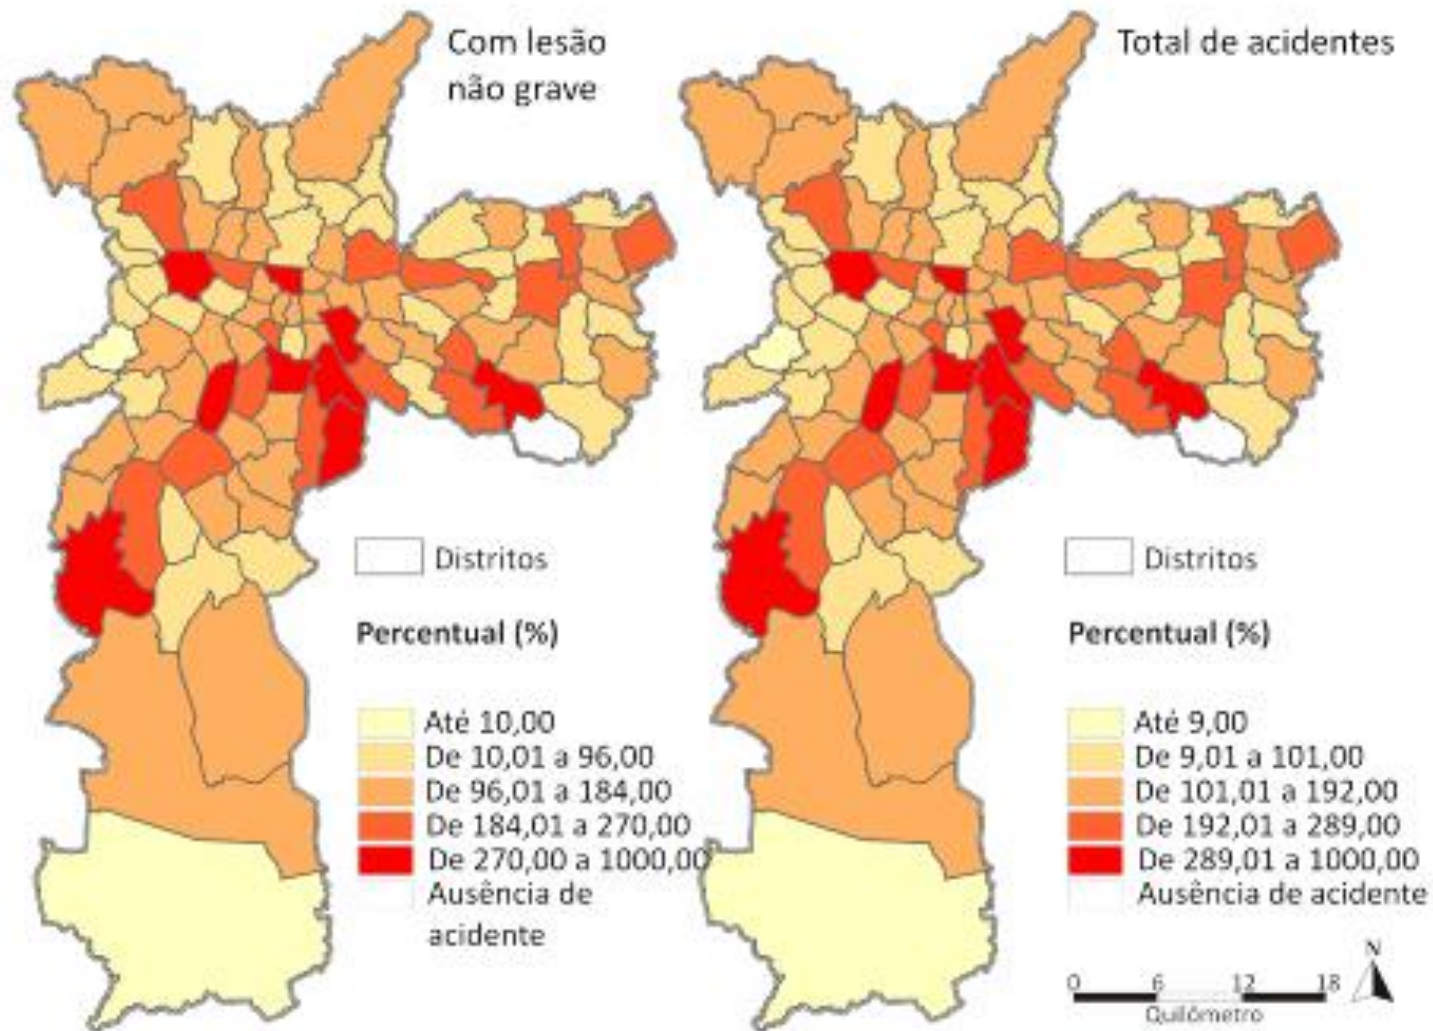 Com lesão
não grave
Distritos
Percentual (%)
Até 10,00
De 10,01 a 96,00
De 96,01 a 184,00
De 184,01 a 270,00
De 270,00 a 1000,00
Ausência de
acidente
Total de acidentes
Distritos
Percentual (%)
Até 9,00
De 9,01 a 101,00
De 101,01 a 192,00
De 192,01 a 289,00
De 289,01 a 1000,00
Ausência de acidente
N
0 6 12 18
Quilômetro